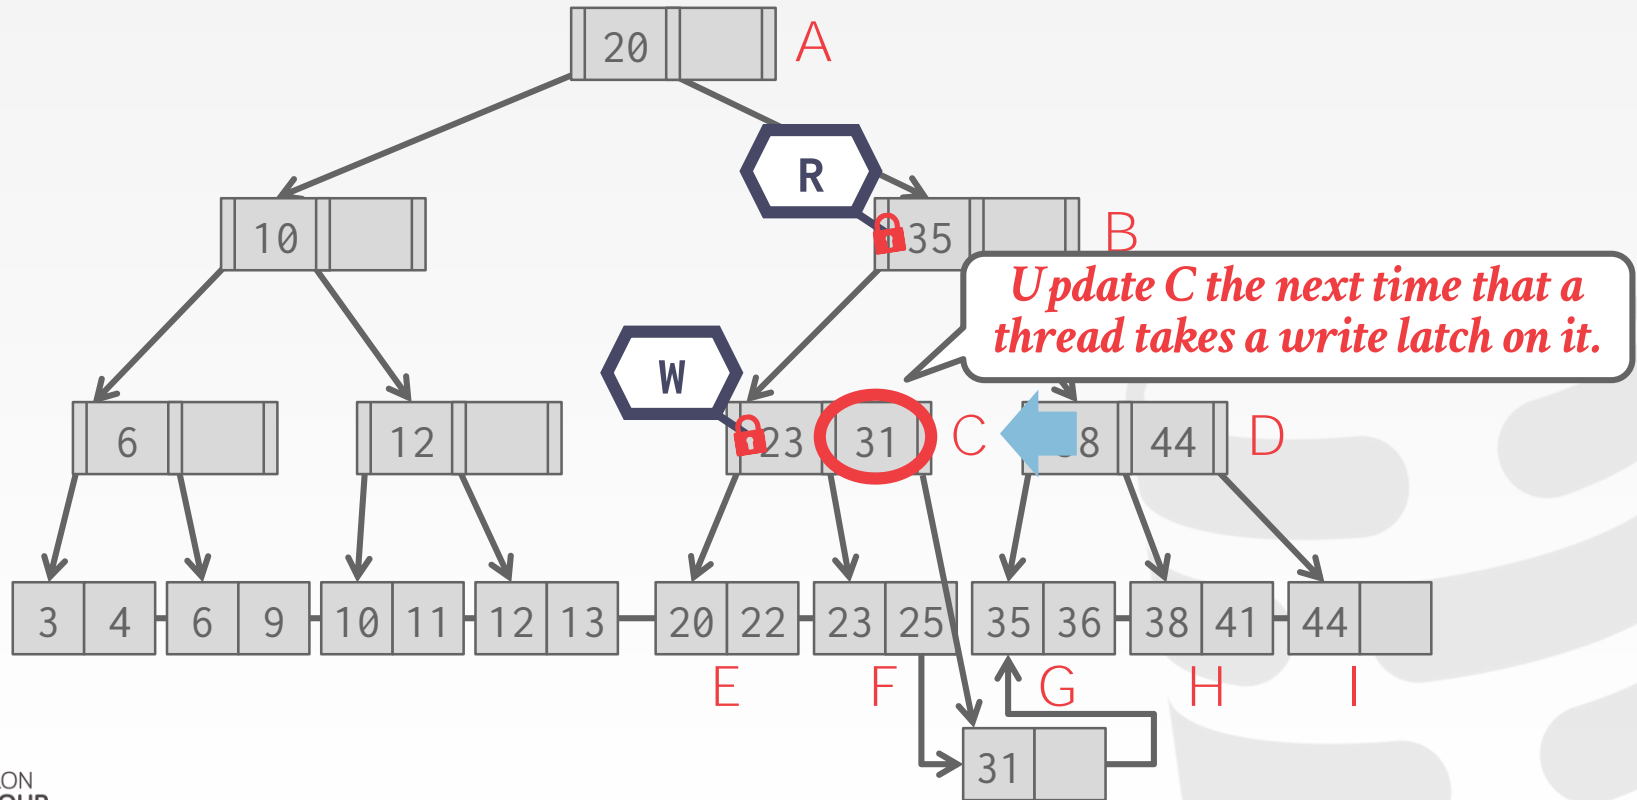 20 A
R
10 35 B
Update C the next time that a
thread takes a write latch on it.
W
6 12 23 31 C 8 44 D
3 4 6 9 10 11 12 13 20 22 23 25 35 36 38 41 44
E F G H I
31